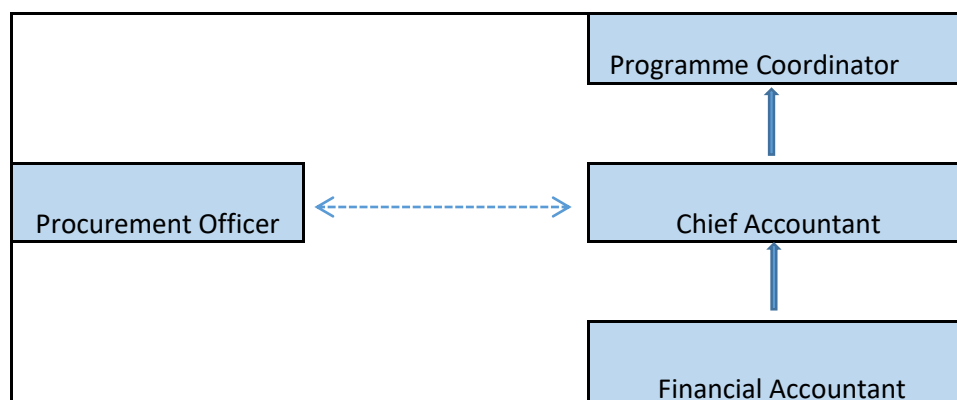 Programme Coordinator
Procurement Officer
Chief Accountant
Financial Accountant